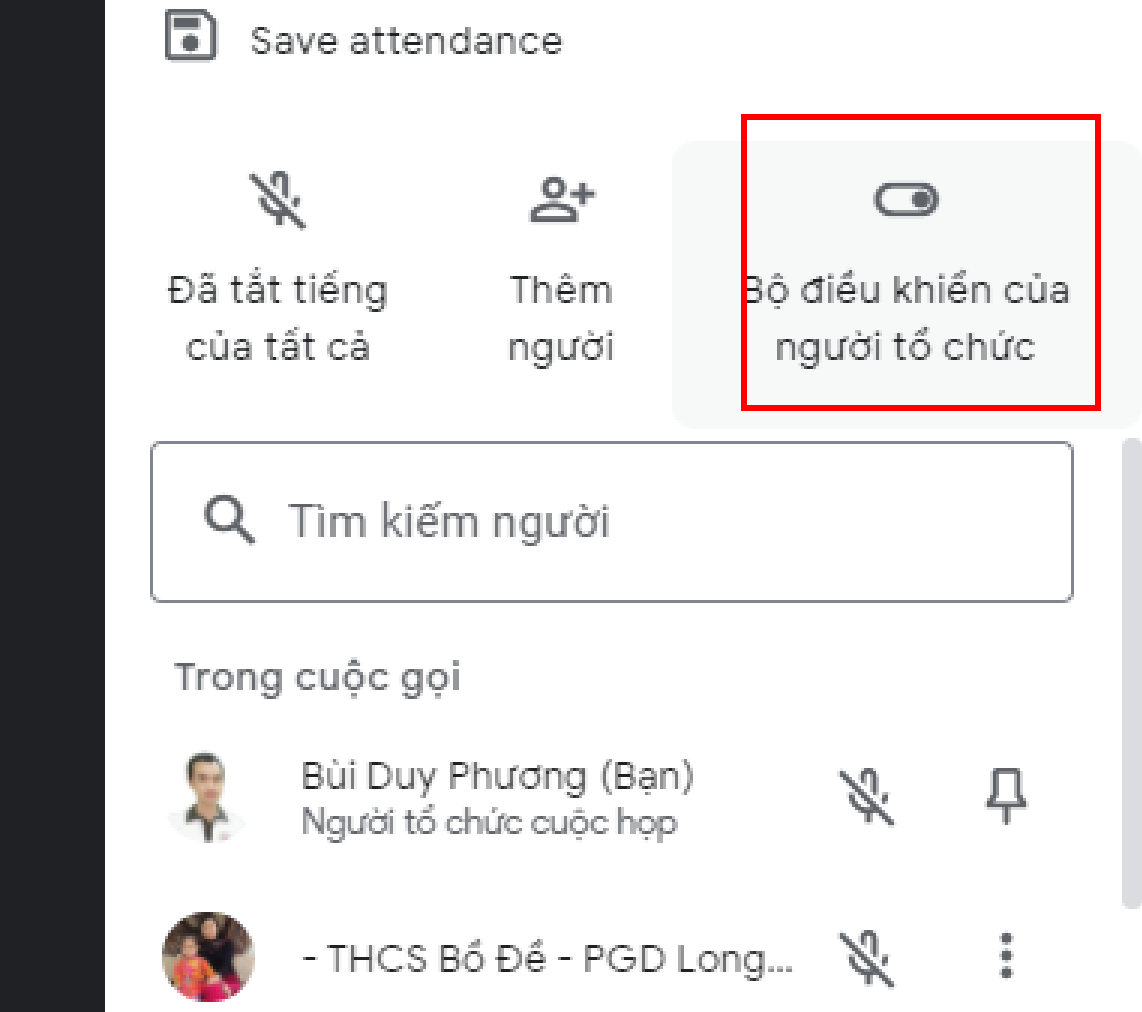 Save attendance
Đã tắt tiếng
của tất cả
Thêm
người
Bộ điều khiển của
người tổ chức
Tìm kiếm người
Trong cuộc gọi
Bùi Duy Phương (Bạn)
Người tổ chức cuộc họp
- THCS Bồ Đề - PGD Long...